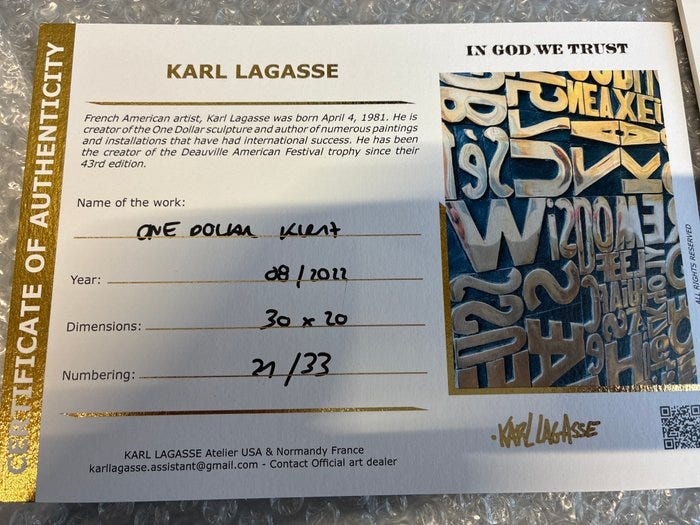 CERTIFICATE OF AUTHENTICITY
KARL LAGASSE
French American artist, Karl Lagasse was born April 4, 1981. He is
creator of the One Dollar sculpture and author of numerous paintings
and installations that have had international success. He has been
the creator of the Deauville American Festival trophy since their
43rd edition.
Name of the work:
ONE DOLLAR
Year: 08/2022
Dimensions: 30 x 20
Numbering: 21/33
KARL LAGASSE Atelier USA & Normandy France
karllagasse.assistant@gmail.com - Contact Official art dealer
IN GOD WE TRUST
KARL LAGASSE
ALL RIGHTS RESERVED